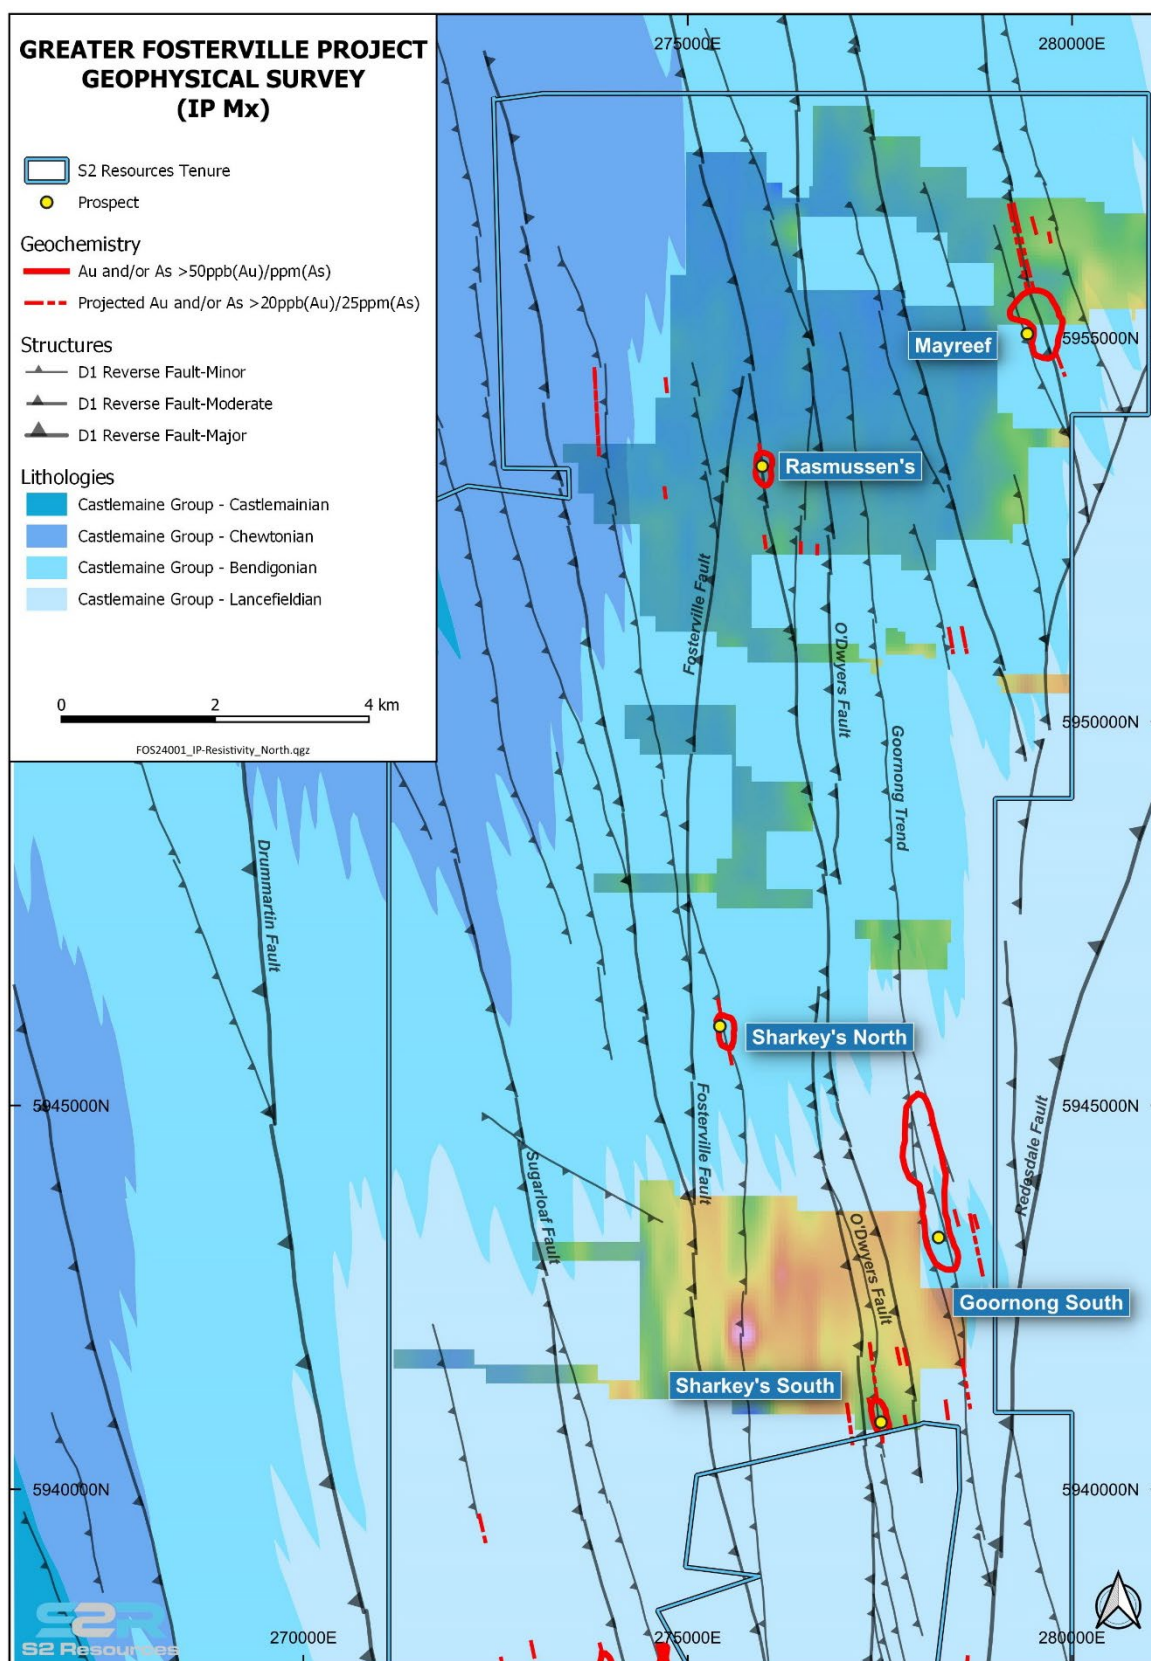 GREATER FOSTERVILLE PROJECT
GEOPHYSICAL SURVEY
(IP Mx)
S2 Resources Tenure
Prospect
Geochemistry
Au and/or As >50ppb(Au)/ppm(As)
Projected Au and/or As >20ppb(Au)/25ppm(As)
Structures
D1 Reverse Fault-Minor
D1 Reverse Fault-Moderate
D1 Reverse Fault-Major
Lithologies
Castlemaine Group - Castlemainian
Castlemaine Group - Chewtonian
Castlemaine Group - Bendigonian
Castlemaine Group - Lancefieldian
0 2 4 km
FOS24001_IP-Resistivity_North.qgz
275000E
280000E
Mayreef
5955000N
Rasmussen's
Fosterville Fault
O'Dwyers Fault
Goornong Trend
5950000N
Drummartin Fault
Sharkey's North
5945000N
5945000N
Fosterville Fault
Sugarloaf Fault
Redesdale Fault
O'Dwyers Fault
Goornong South
Sharkey's South
5940000N
5940000N
S2R
S2 Resources
270000E
275000E
280000E